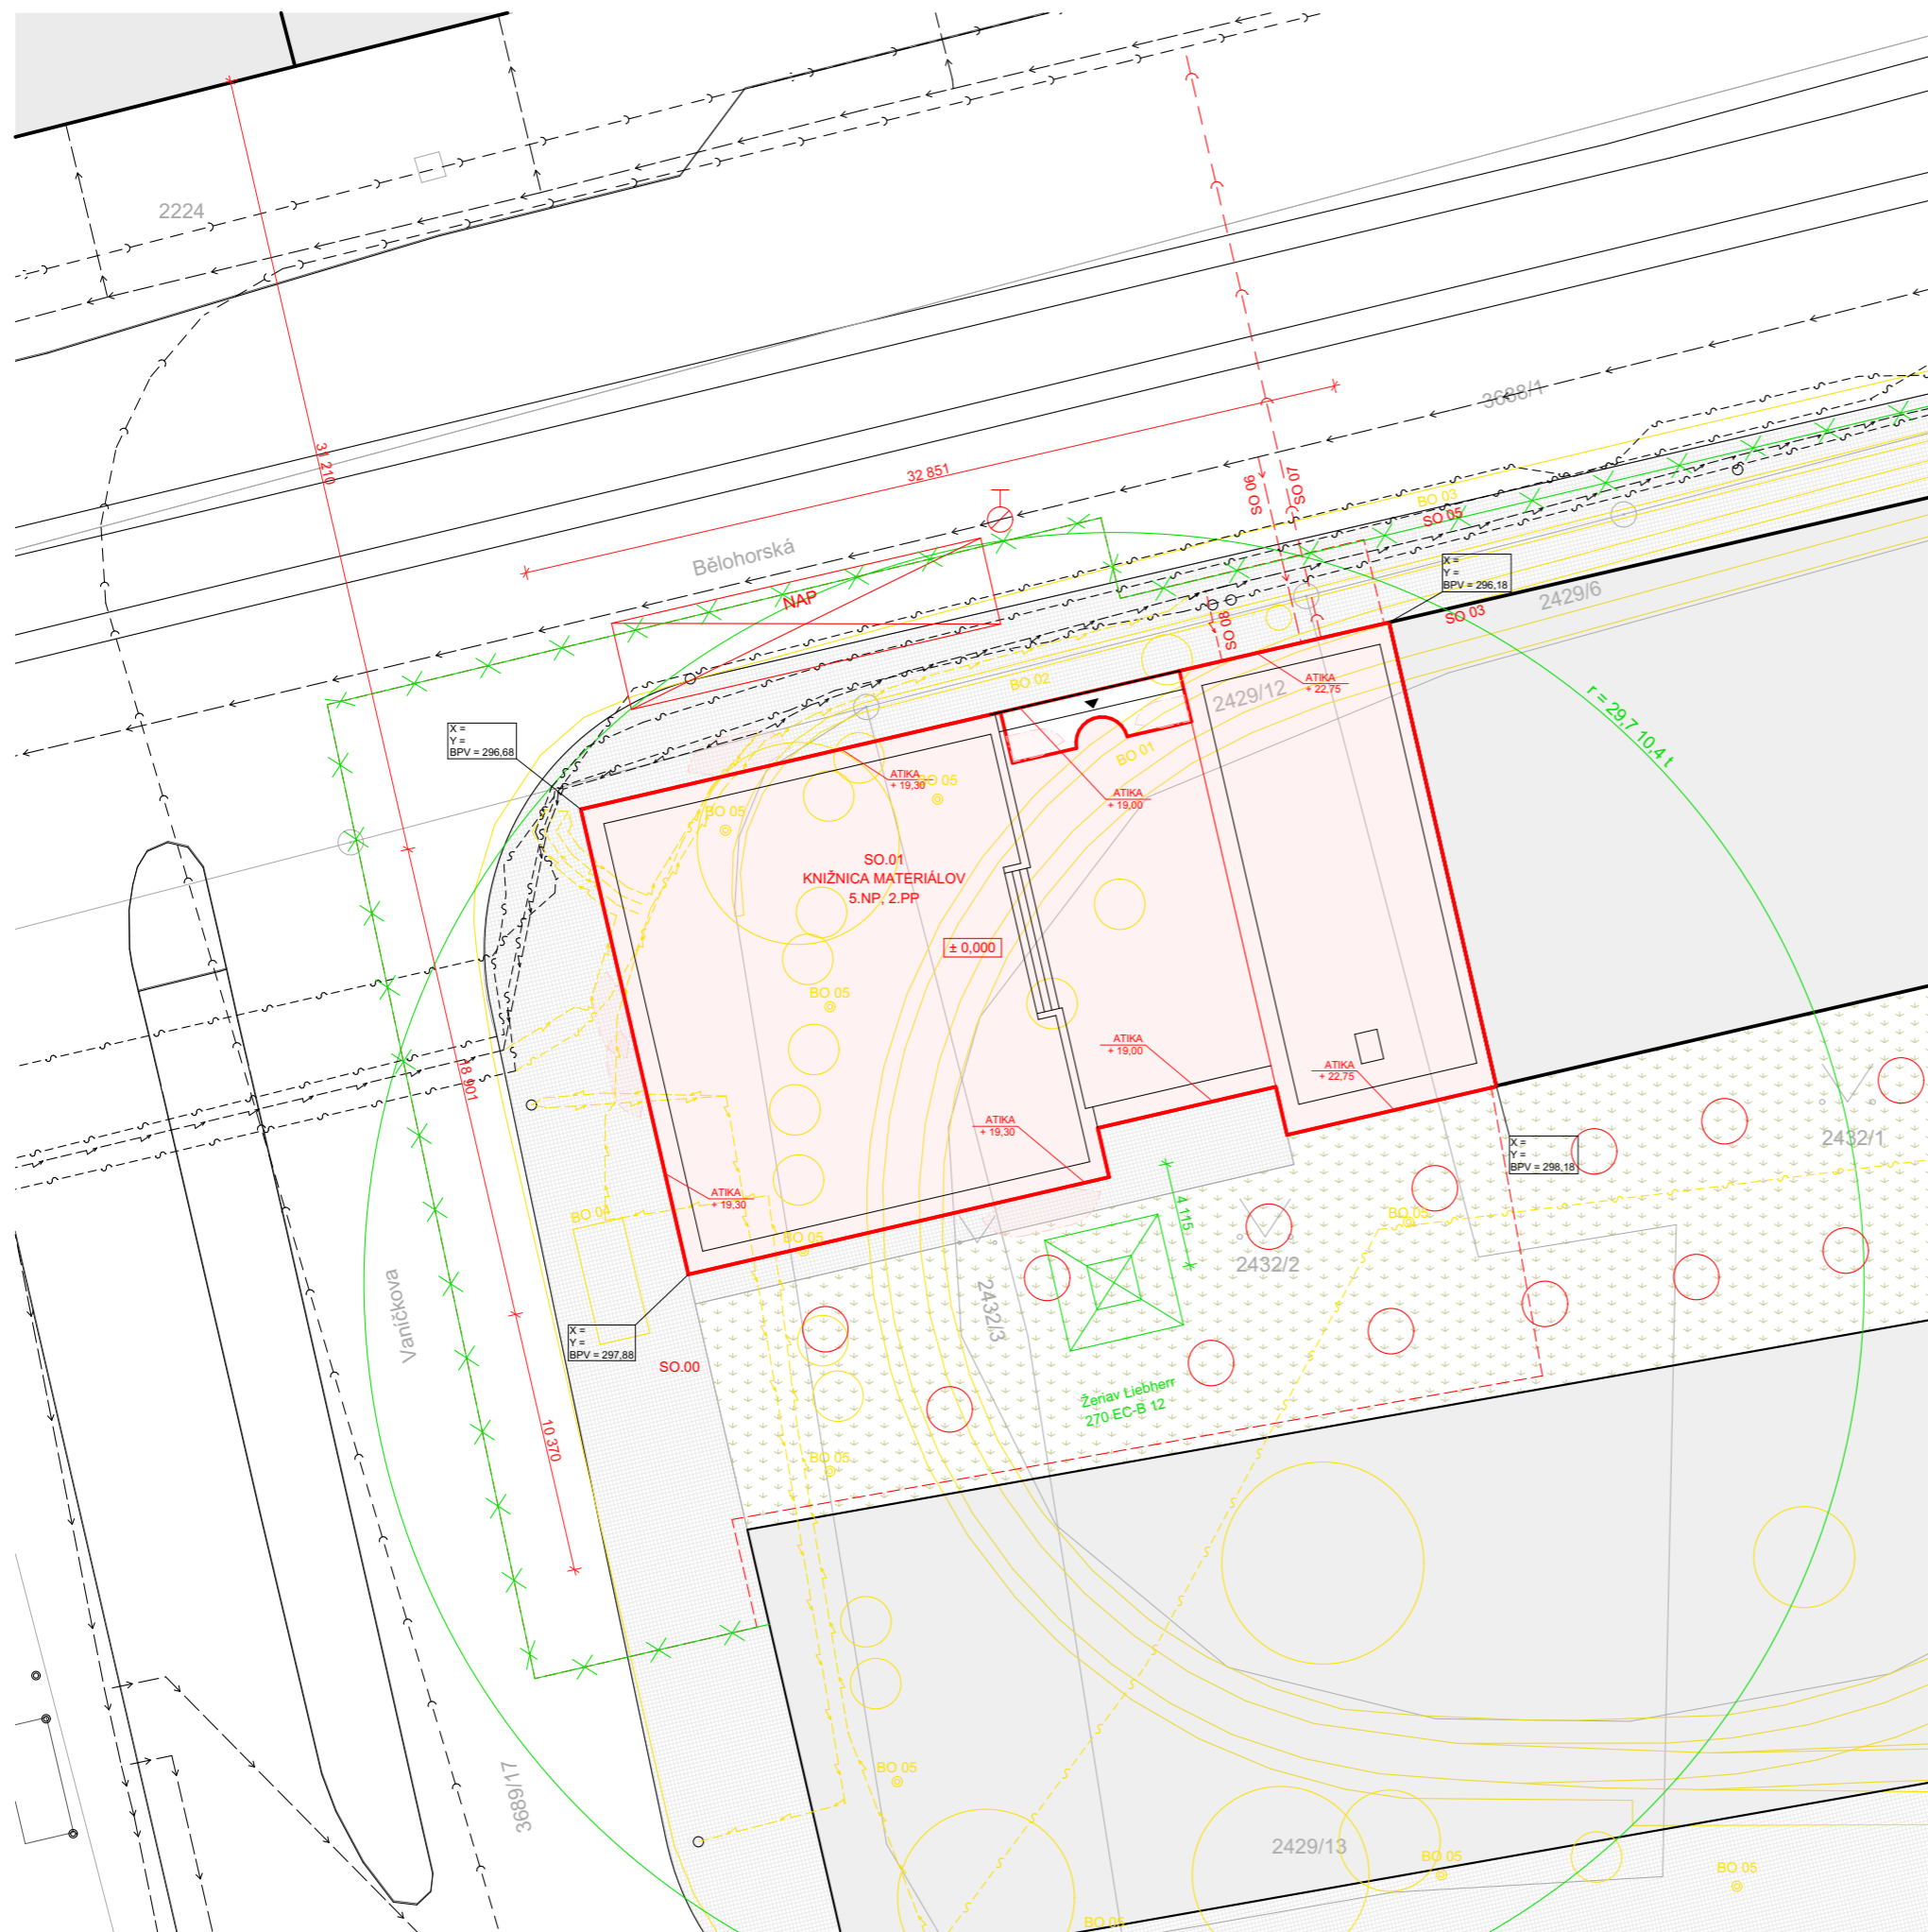 2224
31 210
32 851
3688/1
Bělohorská
NAP
SO 06
SO 07
BO 03
SO 05
X =
Y =
BPV = 296,18
2429/6
SO 03
SO 08
BO 02
ATIKA
+ 22,75
2429/12
r = 29,7 10,4 t
X =
Y =
BPV = 296,68
BO 01
ATIKA
+ 19,30
BO 05
ATIKA
+ 19,00
BO 05
SO.01
KNIŽNICA MATERIÁLOV
5.NP, 2.PP
± 0,000
BO 05
18 901
ATIKA
+ 19,00
ATIKA
+ 22,75
ATIKA
+ 19,30
X =
Y =
BPV = 298,18
2432/1
ATIKA
+ 19,30
BO 04
BO 05
4 115
BO 05
2432/2
2432/3
Vaníčkova
X =
Y =
BPV = 297,88
SO.00
Žeriav Liebherr
270 EC-B 12
10 370
BO 05
3689/17
BO 05
2429/13
BO 05
BO 05
BO 05